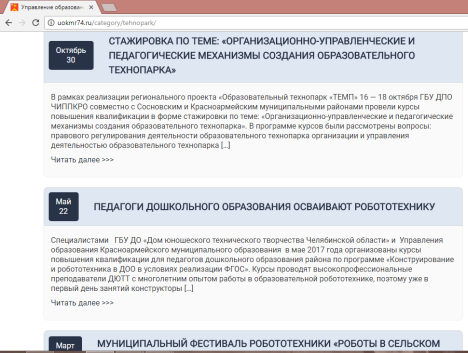 Управление образован
uokmr74.ru/category/tehnopark/
Октябрь
30
СТАЖИРОВКА ПО ТЕМЕ: «ОРГАНИЗАЦИОННО-УПРАВЛЕНЧЕСКИЕ И
ПЕДАГОГИЧЕСКИЕ МЕХАНИЗМЫ СОЗДАНИЯ ОБРАЗОВАТЕЛЬНОГО
ТЕХНОПАРКА»
В рамках реализации регионального проекта «Образовательный технопарк «ТЕМП» 16 — 18 октября ГБУ ДПО
ЧИППКРО совместно с Сосновским и Красноармейским муниципальными районами провели курсы
повышения квалификации в форме стажировки по теме: «Организационно-управленческие и педагогические
механизмы создания образовательного технопарка». В программе курсов были рассмотрены вопросы:
правового регулирования деятельности образовательного технопарка организации и управления
деятельностью образовательного технопарка […]
Читать далее >>>
Май
22
ПЕДАГОГИ ДОШКОЛЬНОГО ОБРАЗОВАНИЯ ОСВАИВАЮТ РОБОТОТЕХНИКУ
Специалистами ГБУ ДО «Дом юношеского технического творчества Челябинской области» и Управления
образования Красноармейского муниципального образования в мае 2017 года организованы курсы
повышения квалификации для педагогов дошкольного образования района по программе «Конструирование
и робототехника в ДОО в условиях реализации ФГОС». Курсы проводят высокопрофессиональные
преподаватели ДЮТТ с многолетним опытом работы в образовательной робототехнике, поэтому уже в
первый день занятий конструкторы […]
Читать далее >>>
Март
МУНИЦИПАЛЬНЫЙ ФЕСТИВАЛЬ РОБОТОТЕХНИКИ «РОБОТЫ В СЕЛЬСКОМ